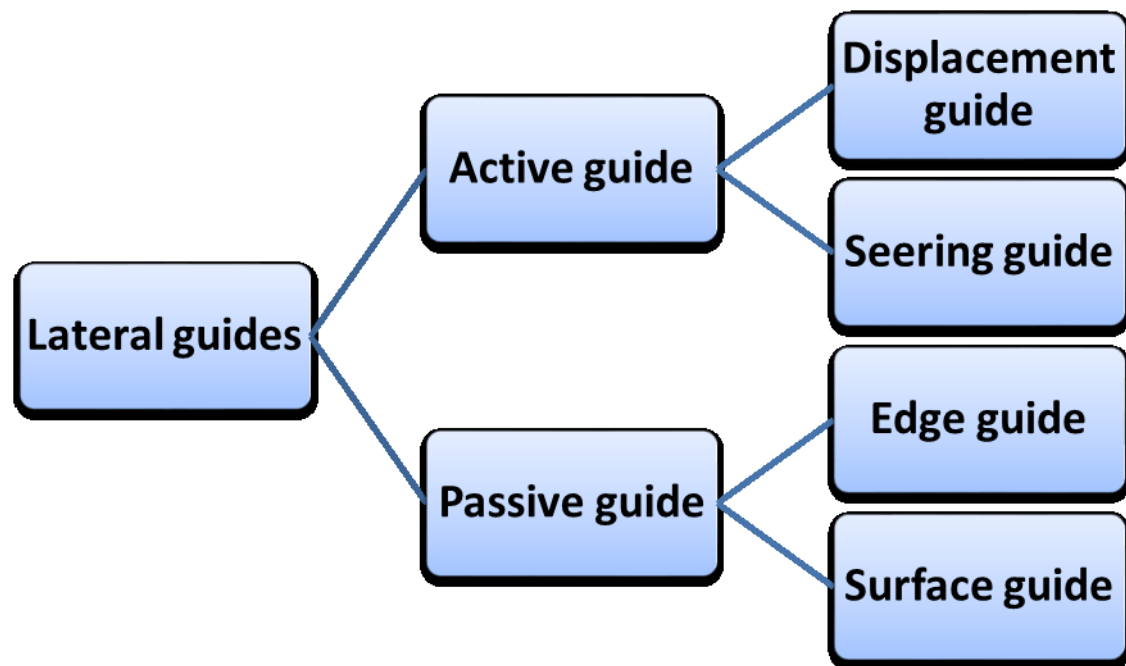 Lateral guides
Active guide
Displacement
guide
Seering guide
Passive guide
Edge guide
Surface guide